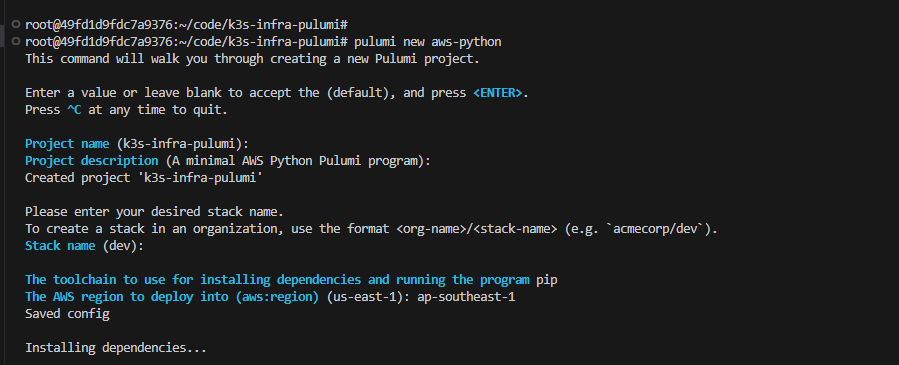 root@49fd1d9fdc7a9376:~/code/k3s-infra-pulumi#
root@49fd1d9fdc7a9376:~/code/k3s-infra-pulumi# pulumi new aws-python
This command will walk you through creating a new Pulumi project.

Enter a value or leave blank to accept the (default), and press <ENTER>.
Press ^C at any time to quit.

Project name (k3s-infra-pulumi):
Project description (A minimal AWS Python Pulumi program):
Created project 'k3s-infra-pulumi'

Please enter your desired stack name.
To create a stack in an organization, use the format <org-name>/<stack-name> (e.g. `acmecorp/dev`).
Stack name (dev):

The toolchain to use for installing dependencies and running the program pip
The AWS region to deploy into (aws:region) (us-east-1): ap-southeast-1
Saved config

Installing dependencies...